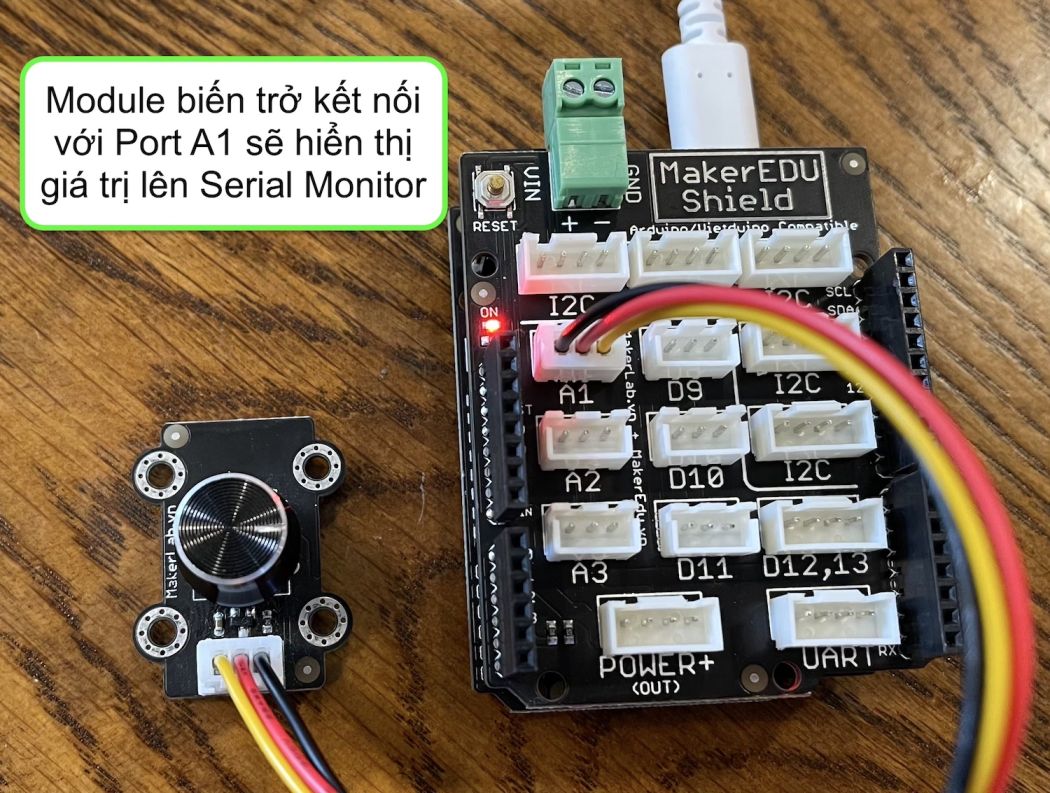 Module biến trở kết nối
với Port A1 sẽ hiển thị
giá trị lên Serial Monitor
MakerEDU
Shield
Arduino/Vietduino Compatible
VIN
GND
RESET
+ −
I2C
I2C
SCL
SDA
ON
A1
D9
I2C
A2
D10
I2C
A3
D11
D12,13
MakerLab.vn + MakerEdu.vn
POWER+
(OUT)
UART
RX
MakerLab.vn